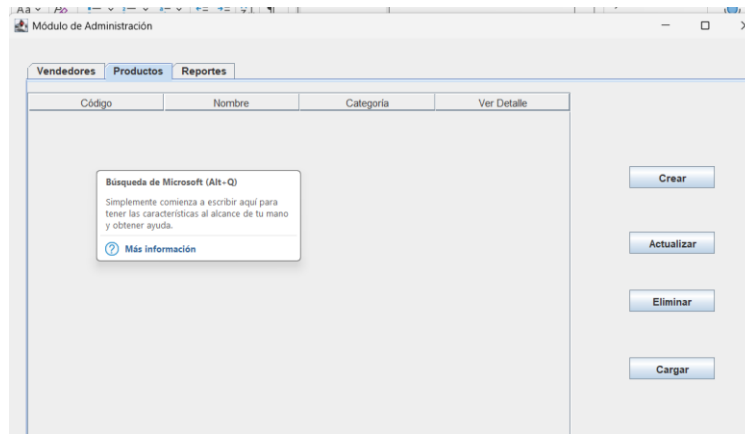 Módulo de Administración
Vendedores Productos Reportes
Código Nombre Categoría Ver Detalle
Búsqueda de Microsoft (Alt+Q)
Simplemente comienza a escribir aquí para
tener las características al alcance de tu mano
y obtener ayuda.
Más información
Crear
Actualizar
Eliminar
Cargar